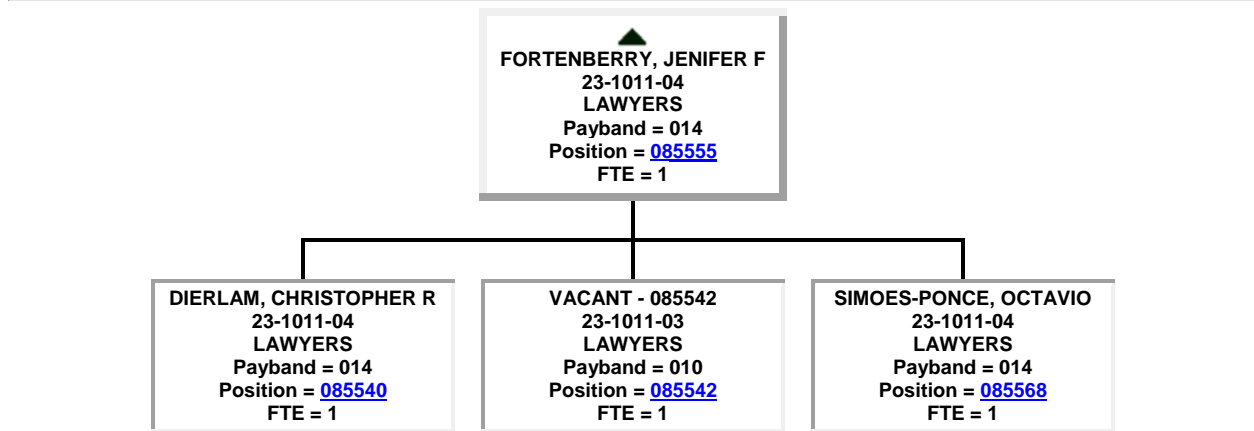 FORTENBERRY, JENIFER F
23-1011-04
LAWYERS
Payband = 014
Position = 085555
FTE = 1
DIERLAM, CHRISTOPHER R
23-1011-04
LAWYERS
Payband = 014
Position = 085540
FTE = 1
VACANT - 085542
23-1011-03
LAWYERS
Payband = 010
Position = 085542
FTE = 1
SIMOES-PONCE, OCTAVIO
23-1011-04
LAWYERS
Payband = 014
Position = 085568
FTE = 1